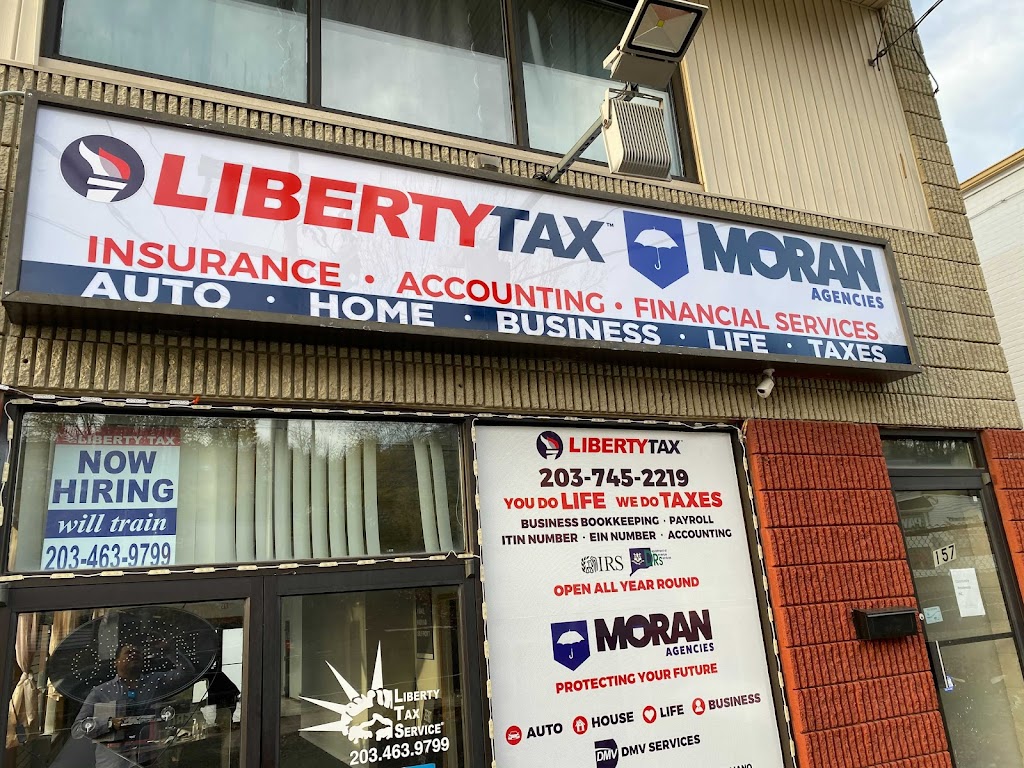 LIBERTYTAX™ MORAN
AGENCIES
INSURANCE • ACCOUNTING • FINANCIAL SERVICES
AUTO • HOME • BUSINESS • LIFE • TAXES
LIBERTY TAX
NOW
HIRING
will train
203-463-9799
LIBERTYTAX
203-745-2219
YOU DO LIFE WE DO TAXES
BUSINESS BOOKKEEPING · PAYROLL
ITIN NUMBER · EIN NUMBER · ACCOUNTING
IRS
OPEN ALL YEAR ROUND
MORAN
AGENCIES
PROTECTING YOUR FUTURE
AUTO HOUSE LIFE BUSINESS
DMV DMV SERVICES
LIBERTY
TAX
SERVICE
203.463.9799
157